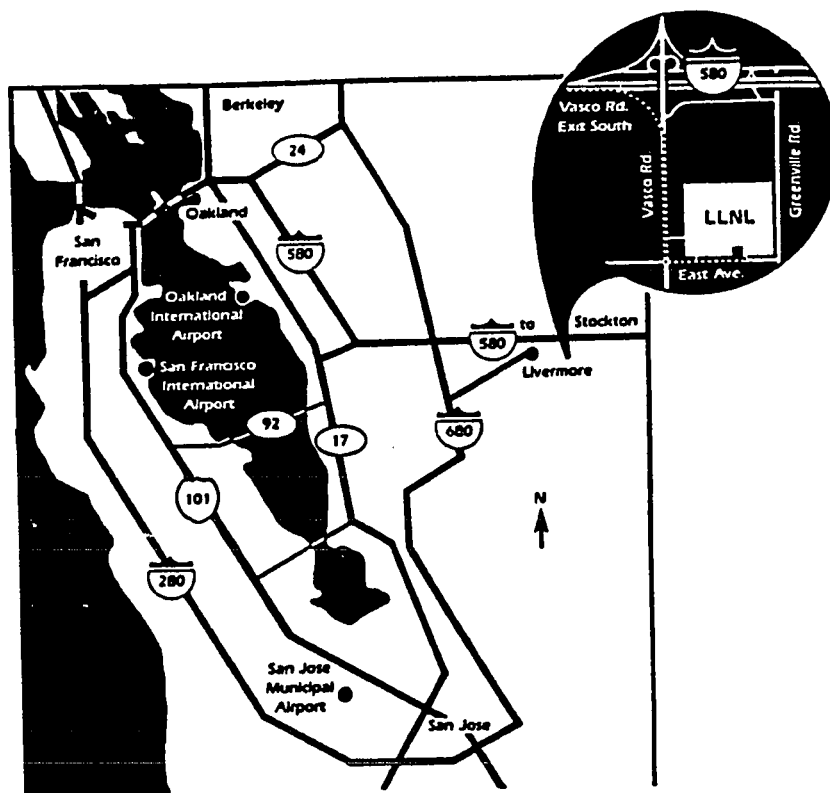 Berkeley
24
Oakland
San
Francisco
580
Oakland
International
Airport
San Francisco
International
Airport
92
17
101
280
680
580
to
Stockton
Livermore
N
San Jose
Municipal
Airport
San Jose
580
Vasco Rd.
Exit South
Vasco Rd.
Greenville Rd.
LLNL
East Ave.